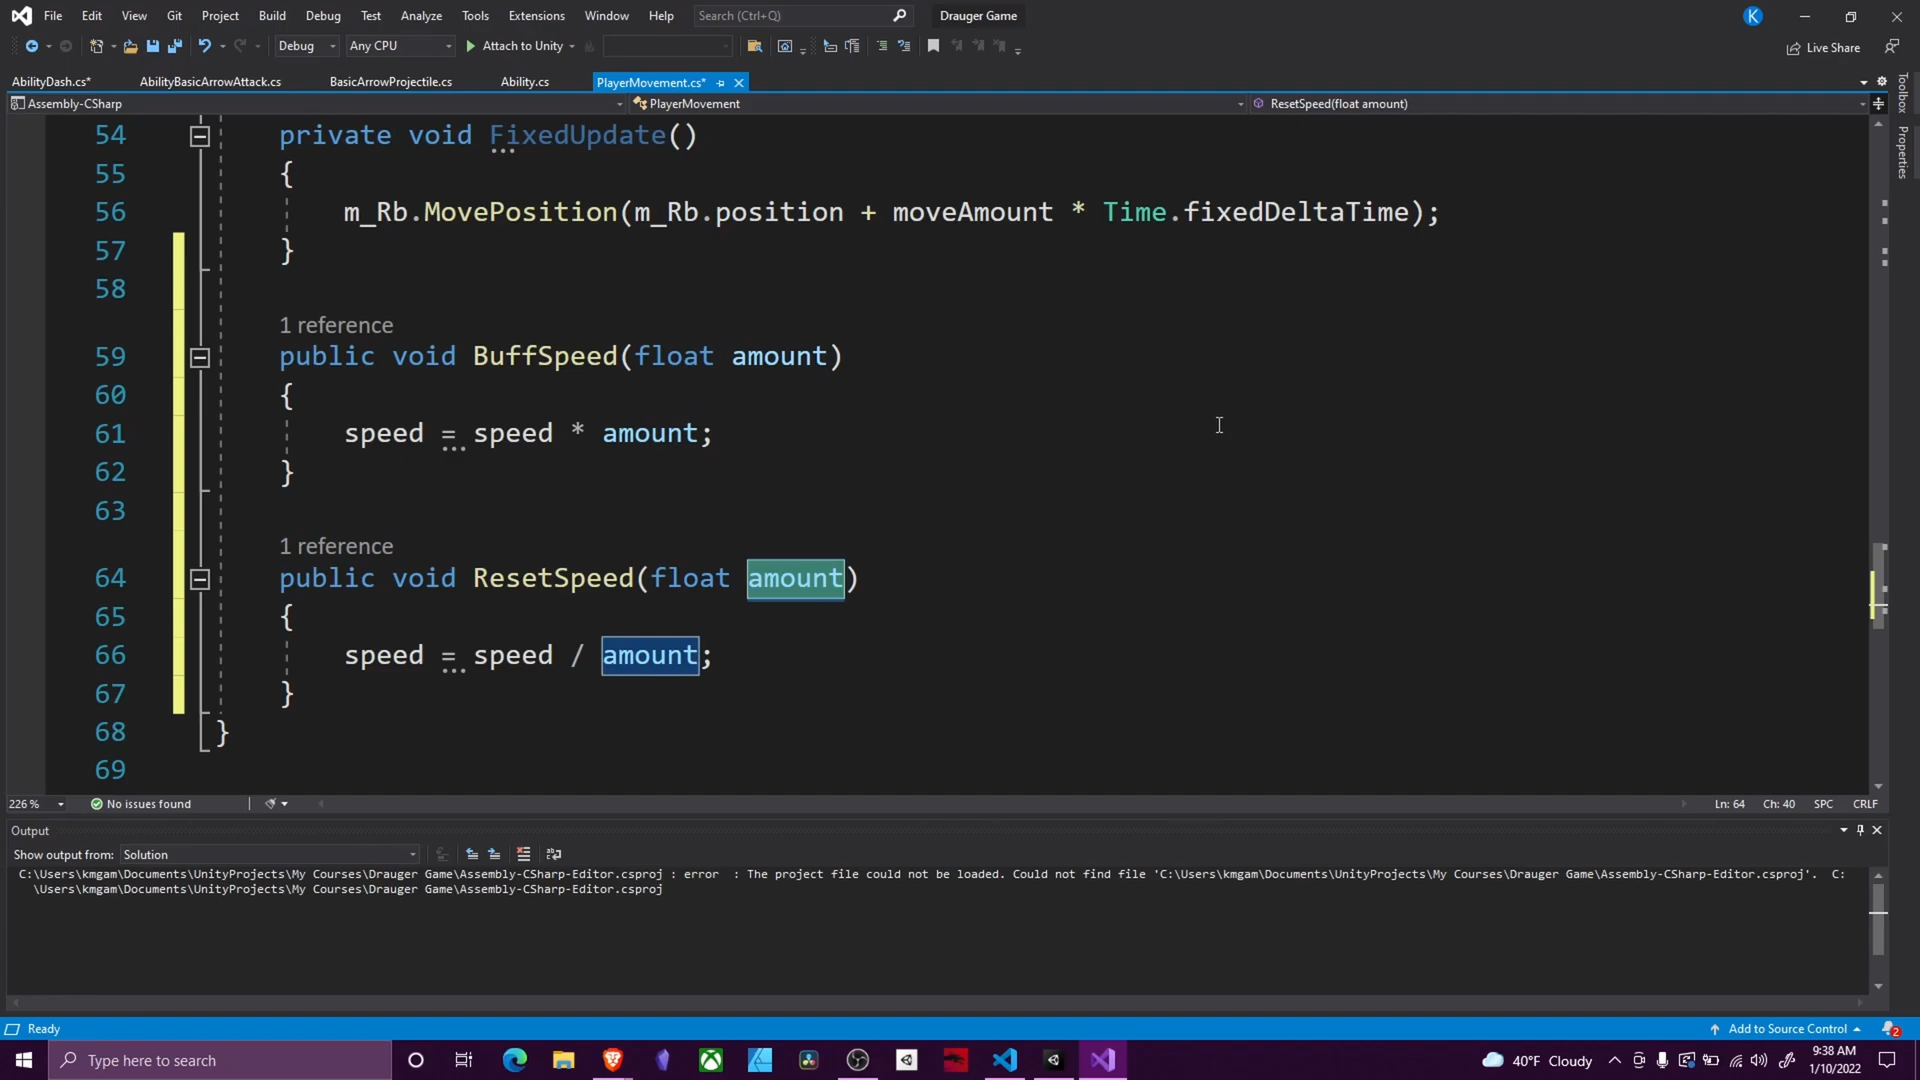 File Edit View Git Project Build Debug Test Analyze Tools Extensions Window Help Search (Ctrl+Q) Drauger Game K
Debug Any CPU Attach to Unity Live Share
AbilityDash.cs* AbilityBasicArrowAttack.cs BasicArrowProjectile.cs Ability.cs PlayerMovement.cs*
Assembly-CSharp PlayerMovement ResetSpeed(float amount)
Toolbox
Properties
54 private void FixedUpdate()
55 {
56 m_Rb.MovePosition(m_Rb.position + moveAmount * Time.fixedDeltaTime);
57 }
58
1 reference
59 public void BuffSpeed(float amount)
60 {
61 speed = speed * amount;
62 }
63
1 reference
64 public void ResetSpeed(float amount)
65 {
66 speed = speed / amount;
67 }
68 }
69
226 % No issues found Ln: 64 Ch: 40 SPC CRLF
Output
Show output from: Solution
C:\Users\kmgam\Documents\UnityProjects\My Courses\Drauger Game\Assembly-CSharp-Editor.csproj : error : The project file could not be loaded. Could not find file 'C:\Users\kmgam\Documents\UnityProjects\My Courses\Drauger Game\Assembly-CSharp-Editor.csproj'. C:
\Users\kmgam\Documents\UnityProjects\My Courses\Drauger Game\Assembly-CSharp-Editor.csproj
Ready Add to Source Control 2
Type here to search 40°F Cloudy 9:38 AM
1/10/2022